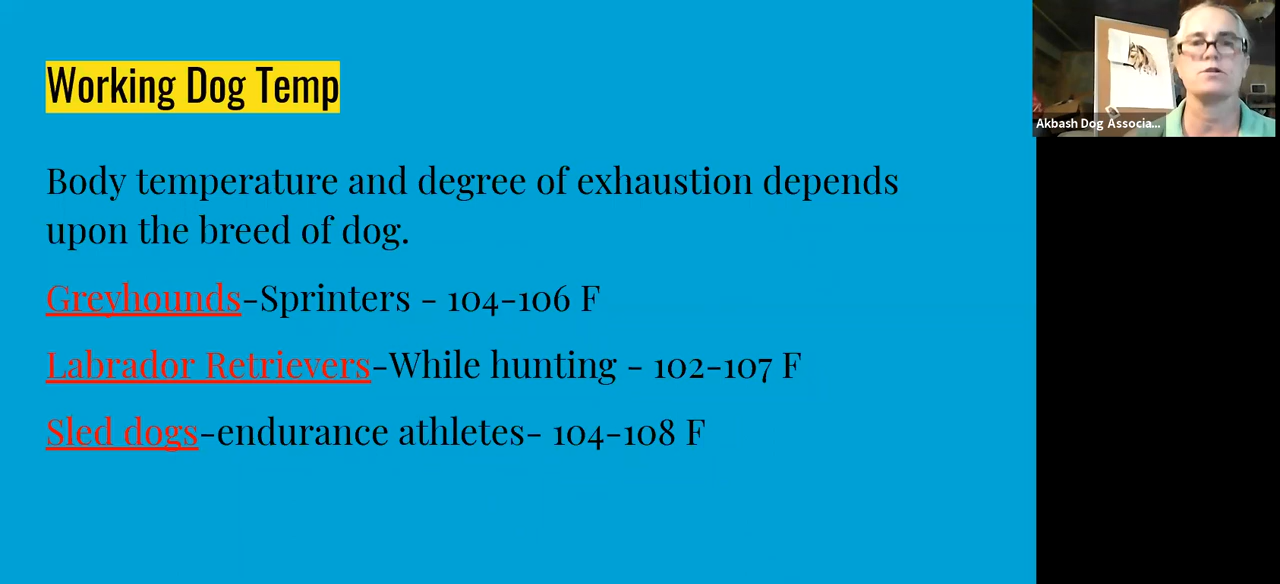 Working Dog Temp
Akbash Dog Associa...
Body temperature and degree of exhaustion depends
upon the breed of dog.
Greyhounds-Sprinters - 104-106 F
Labrador Retrievers-While hunting - 102-107 F
Sled dogs-endurance athletes- 104-108 F